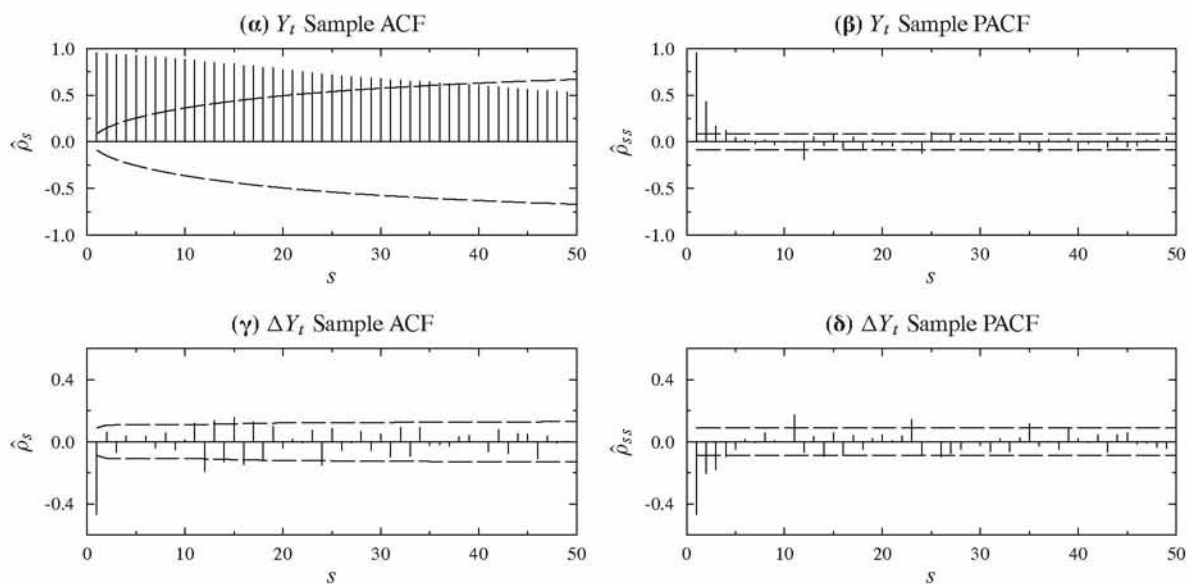 (α) Y_t Sample ACF
1.0
0.5
0.0
-0.5
-1.0
ρ̂_s
0 10 20 30 40 50
s
(β) Y_t Sample PACF
1.0
0.5
0.0
-0.5
-1.0
ρ̂_ss
0 10 20 30 40 50
s
(γ) ΔY_t Sample ACF
0.4
0.0
-0.4
ρ̂_s
0 10 20 30 40 50
s
(δ) ΔY_t Sample PACF
0.4
0.0
-0.4
ρ̂_ss
0 10 20 30 40 50
s